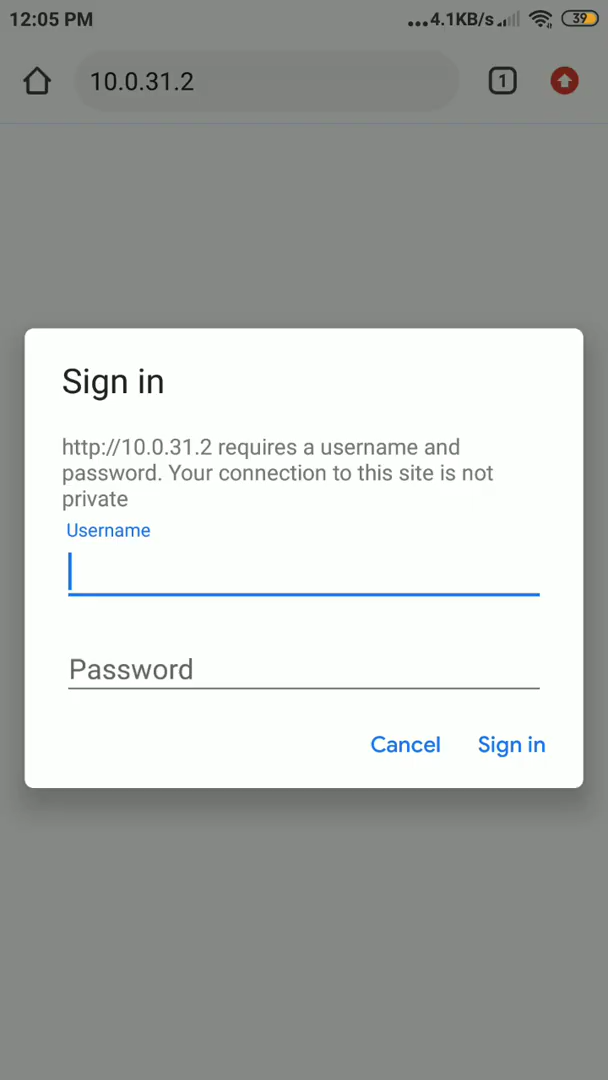 12:05 PM
...4.1KB/s
39
10.0.31.2
1
Sign in
http://10.0.31.2 requires a username and
password. Your connection to this site is not
private
Username
Password
Cancel
Sign in